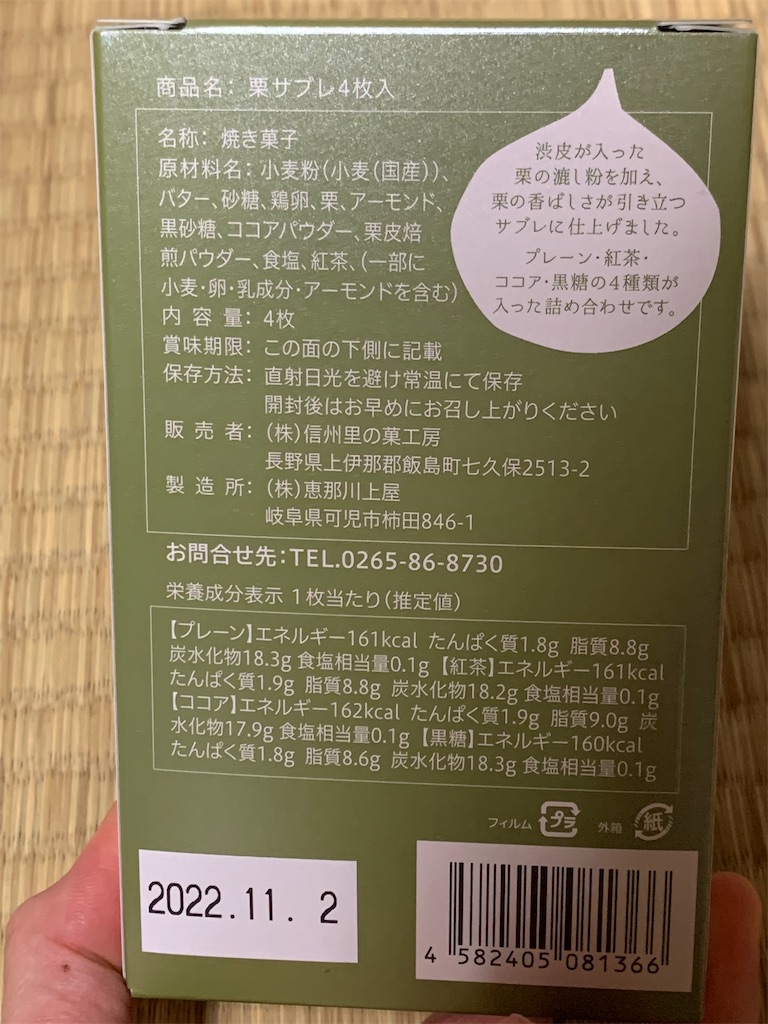 商品名: 栗サブレ4枚入
渋皮が入った
栗の漉し粉を加え、
栗の香ばしさが引き立つ
サブレに仕上げました。
プレーン・紅茶・
ココア・黒糖の4種類が
入った詰め合わせです。
名称: 焼き菓子
原材料名: 小麦粉(小麦(国産))、
バター、砂糖、鶏卵、栗、アーモンド、
黒砂糖、ココアパウダー、栗皮焙
煎パウダー、食塩、紅茶、(一部に
小麦・卵・乳成分・アーモンドを含む)
内容量: 4枚
賞味期限: この面の下側に記載
保存方法: 直射日光を避け常温にて保存
開封後はお早めにお召し上がりください
販売者: (株)信州里の菓工房
長野県上伊那郡飯島町七久保2513-2
製造所: (株)恵那川上屋
岐阜県可児市柿田846-1
お問合せ先:TEL.0265-86-8730
栄養成分表示 1枚当たり(推定値)
【プレーン】エネルギー161kcal たんぱく質1.8g 脂質8.8g
炭水化物18.3g 食塩相当量0.1g【紅茶】エネルギー161kcal
たんぱく質1.9g 脂質8.8g 炭水化物18.2g 食塩相当量0.1g
【ココア】エネルギー162kcal たんぱく質1.9g 脂質9.0g 炭
水化物17.9g 食塩相当量0.1g 【黒糖】エネルギー160kcal
たんぱく質1.8g 脂質8.6g 炭水化物18.3g 食塩相当量0.1g
フィルム プラ 外箱 紙
2022.11. 2
4 582405 081366